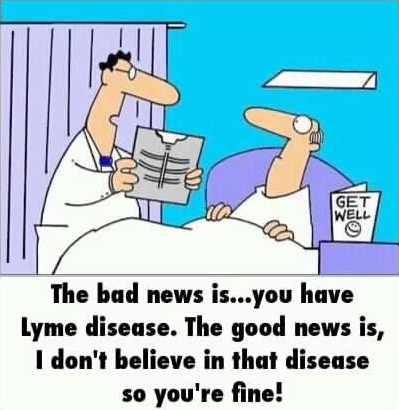 GET
WELL
The bad news is...you have
Lyme disease. The good news is,
I don't believe in that disease
so you're fine!